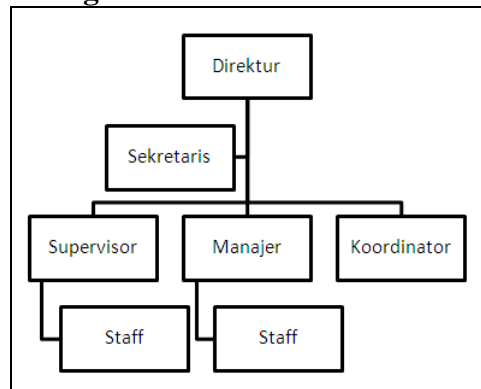 Direktur
Sekretaris
Supervisor
Manajer
Koordinator
Staff
Staff